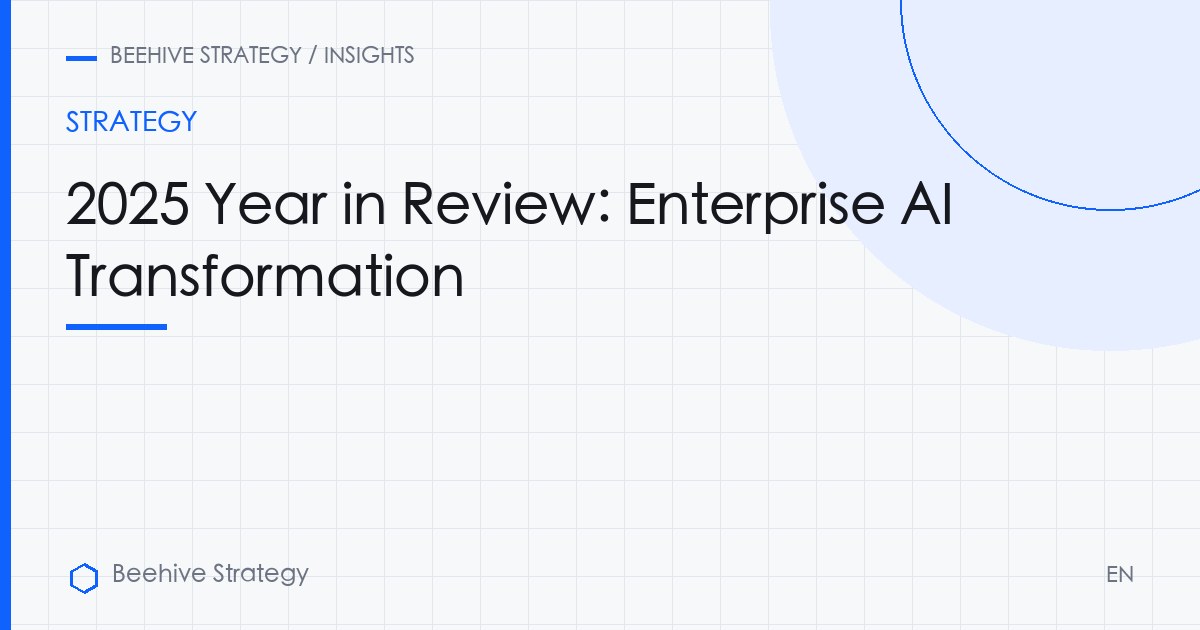 BEEHIVE STRATEGY / INSIGHTS
STRATEGY
2025 Year in Review: Enterprise AI
Transformation
Beehive Strategy
EN